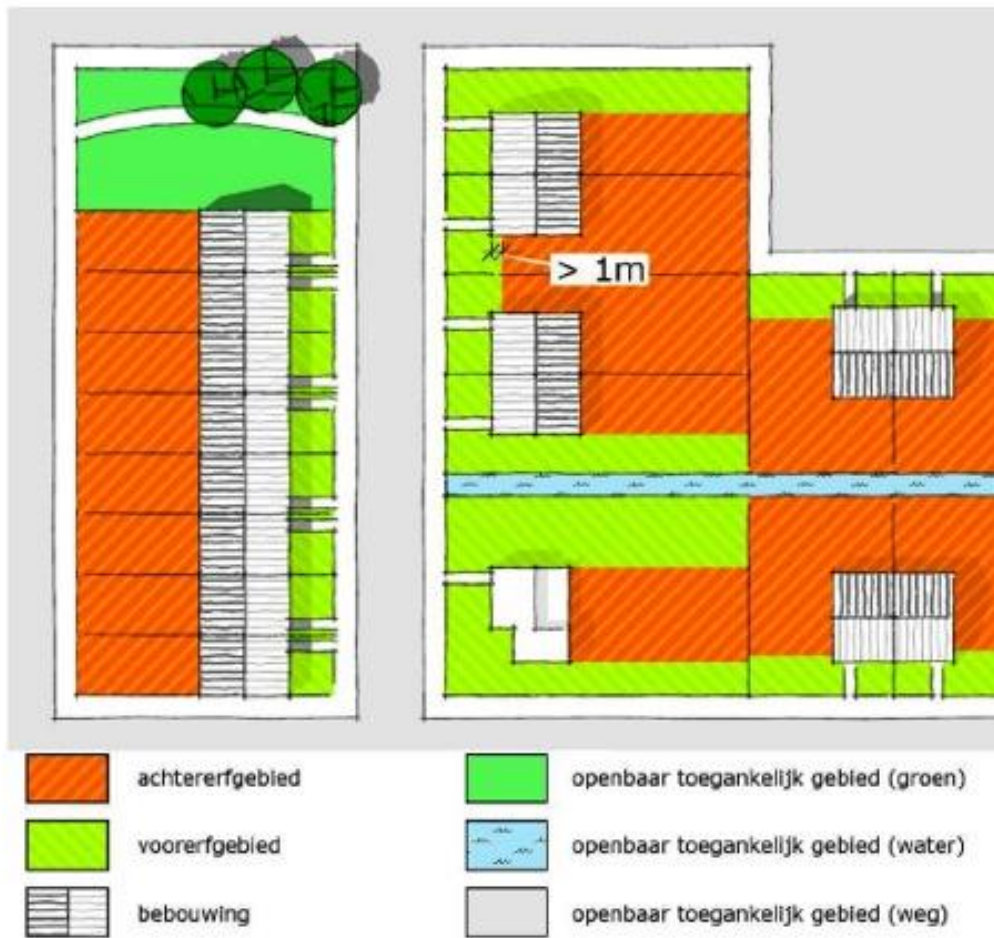 > 1m
achtererfgebied
voorerfgebied
bebouwing
openbaar toegankelijk gebied (groen)
openbaar toegankelijk gebied (water)
openbaar toegankelijk gebied (weg)